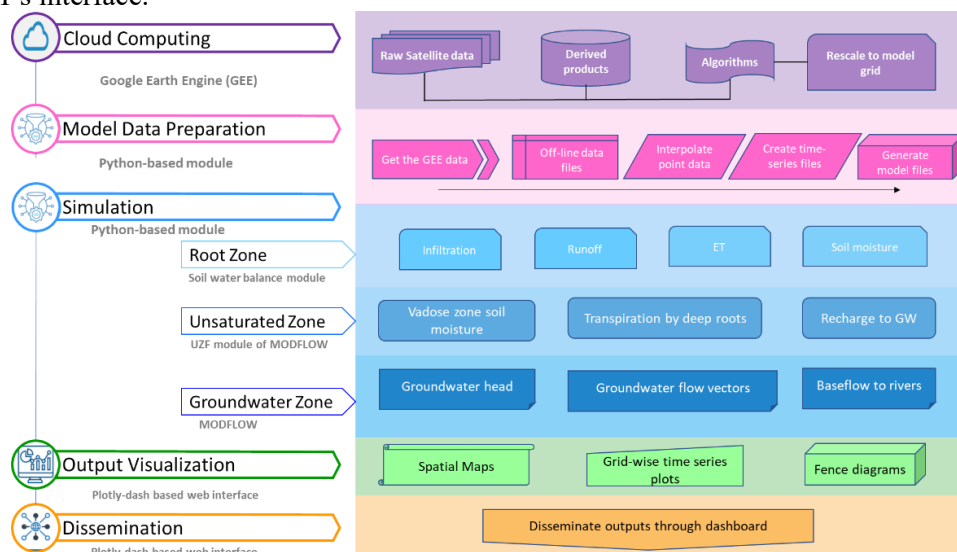 Cloud Computing
Google Earth Engine (GEE)
Raw Satellite data
Derived
products
Algorithms
Rescale to model
grid
Model Data Preparation
Python-based module
Get the GEE data
Off-line data
files
Interpolate
point data
Create time-
series files
Generate
model files
Simulation
Python-based module
Root Zone
Soil water balance module
Infiltration
Runoff
ET
Soil moisture
Unsaturated Zone
UZF module of MODFLOW
Vadose zone soil
moisture
Transpiration by deep roots
Recharge to GW
Groundwater Zone
MODFLOW
Groundwater head
Groundwater flow vectors
Baseflow to rivers
Output Visualization
Plotly-dash based web interface
Spatial Maps
Grid-wise time series
plots
Fence diagrams
Dissemination
Plotly-dash based web interface
Disseminate outputs through dashboard